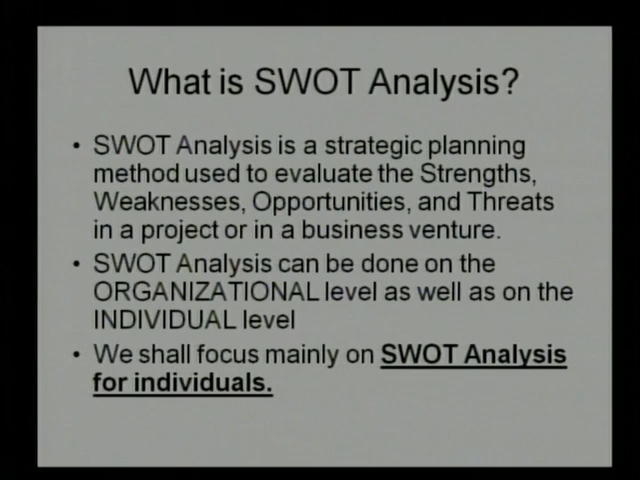 What is SWOT Analysis?
• SWOT Analysis is a strategic planning
method used to evaluate the Strengths,
Weaknesses, Opportunities, and Threats
in a project or in a business venture.
• SWOT Analysis can be done on the
ORGANIZATIONAL level as well as on the
INDIVIDUAL level
• We shall focus mainly on SWOT Analysis
for individuals.